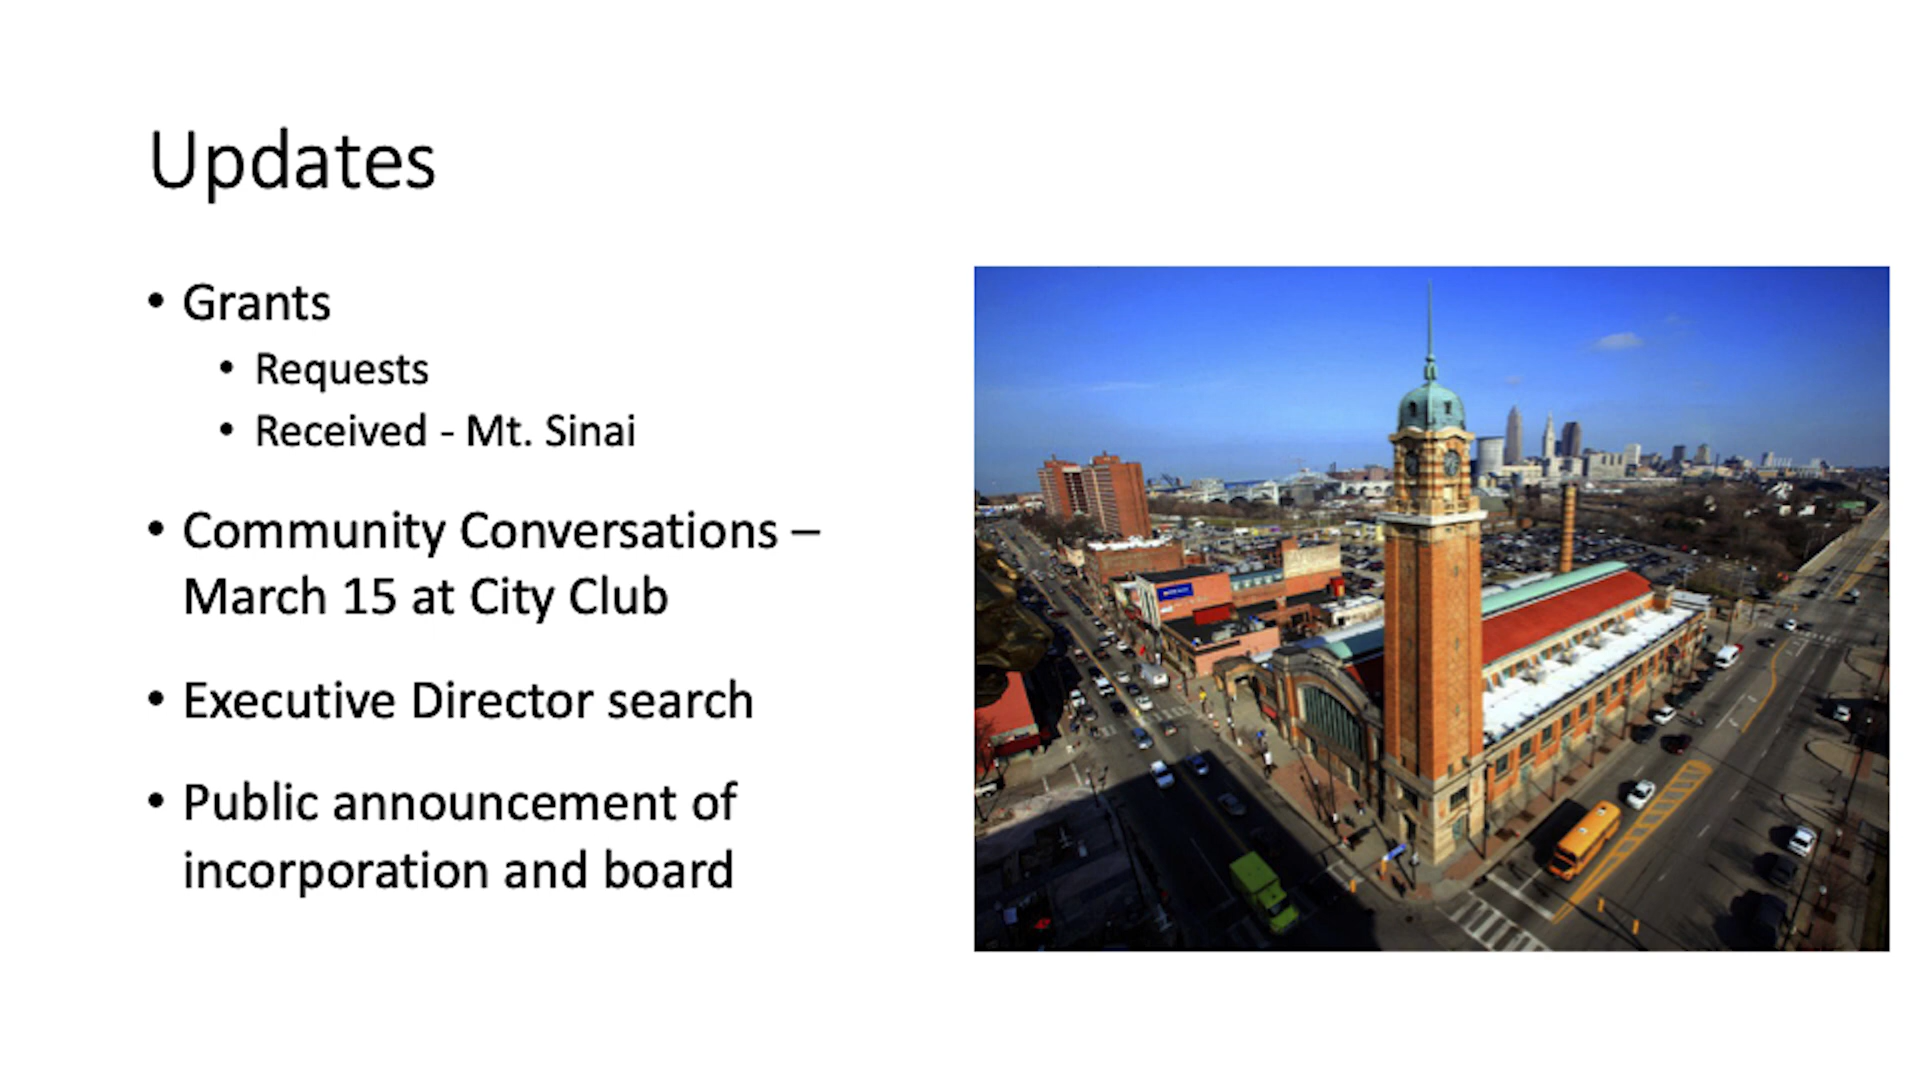 Updates
• Grants
• Requests
• Received - Mt. Sinai
• Community Conversations –
March 15 at City Club
• Executive Director search
• Public announcement of
incorporation and board